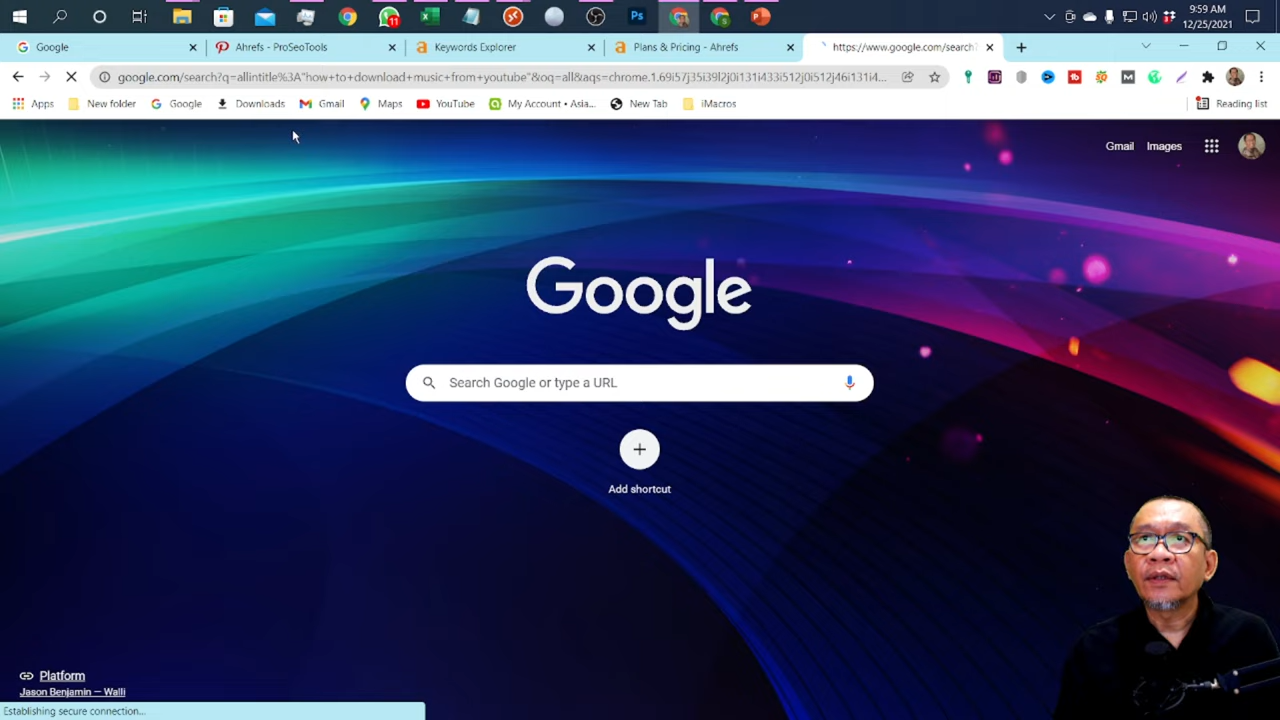 9:59 AM
11
Ps
12/25/2021
Google
Ahrefs - ProSeoTools
Keywords Explorer
Plans & Pricing - Ahrefs
https://www.google.com/search?
google.com/search?q=allintitle%3A"how+to+download+music+from+youtube"&oq=all&aqs=chrome.1.69i57j35i39l2j0i131i433i512j0i512j46i131i4...
Apps
New folder
Google
Downloads
Gmail
Maps
YouTube
My Account • Asia...
New Tab
iMacros
Reading list
Gmail
Images
Google
Search Google or type a URL
Add shortcut
Platform
Jason Benjamin — Walli
Establishing secure connection...